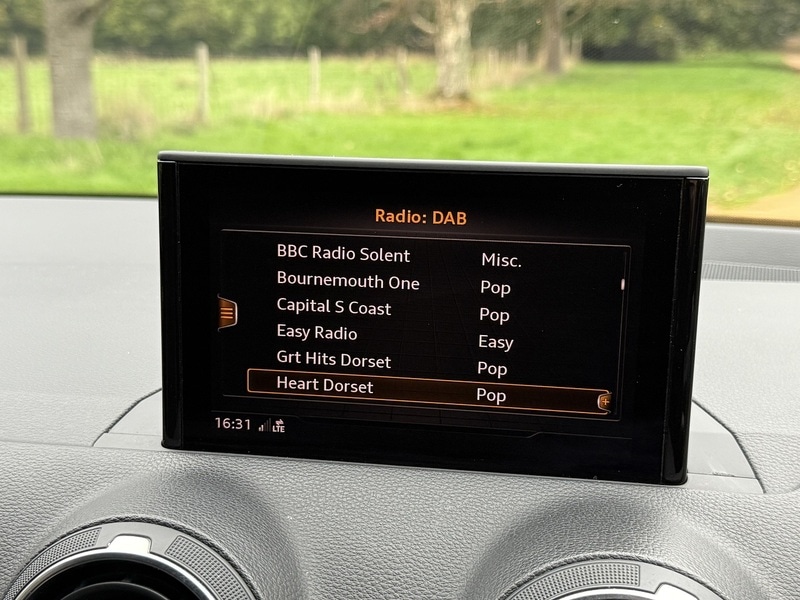 Radio: DAB
BBC Radio Solent Misc.
Bournemouth One Pop
Capital S Coast Pop
Easy Radio Easy
Grt Hits Dorset Pop
Heart Dorset Pop
16:31 LTE